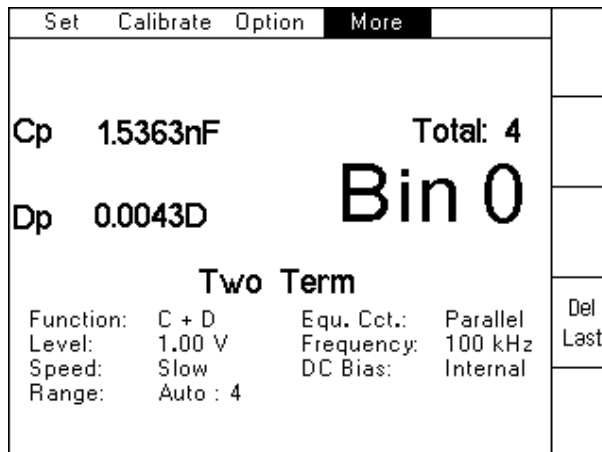 Set Calibrate Option More
Cp 1.5363nF Total: 4
Bin 0
Dp 0.0043D
Two Term
Function: C + D Equ. Cct.: Parallel
Level: 1.00 V Frequency: 100 kHz
Speed: Slow DC Bias: Internal
Range: Auto : 4
Del
Last